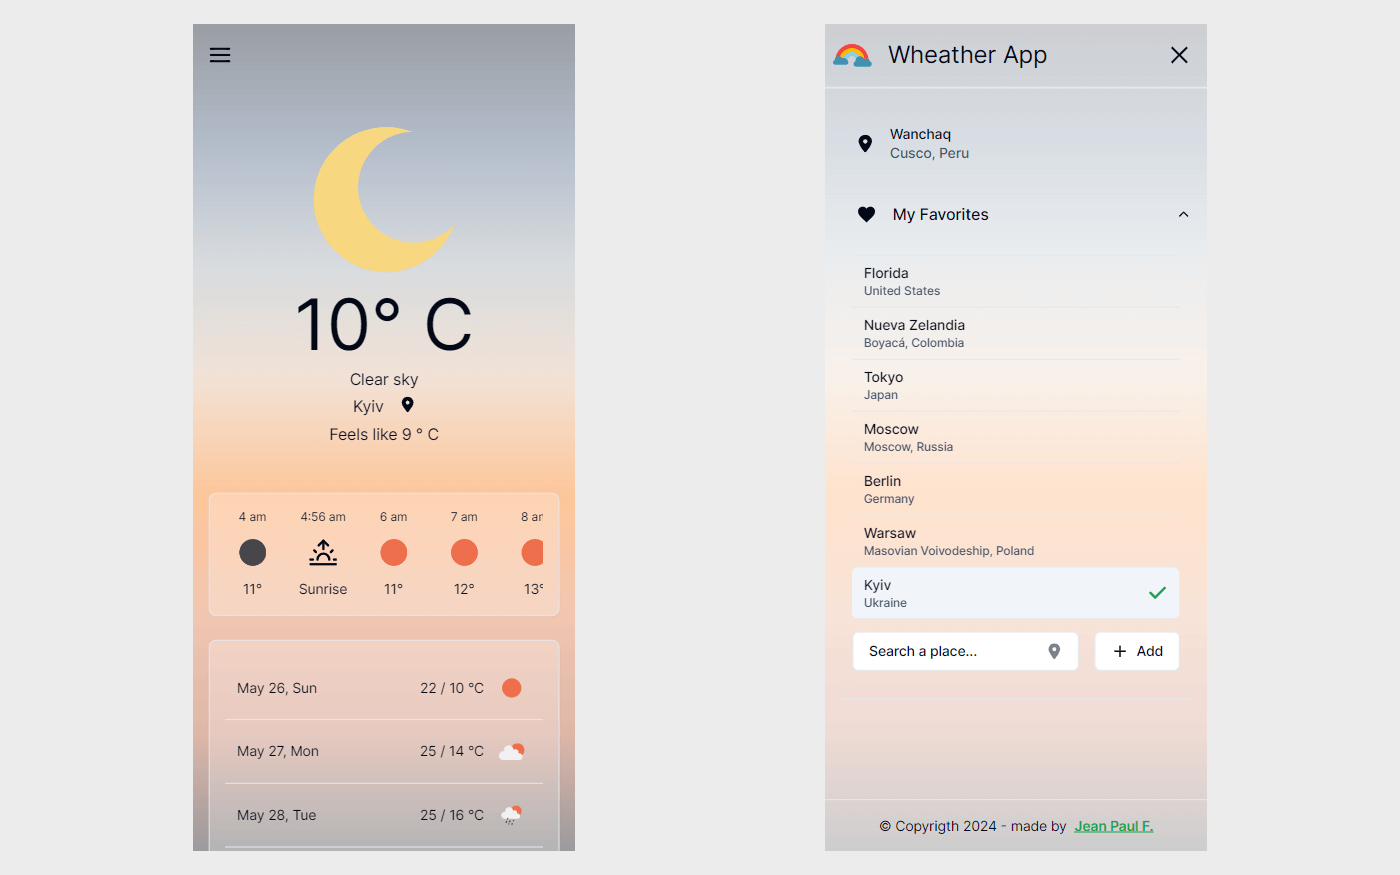 10° C
Clear sky
Kyiv
Feels like 9 ° C
4 am 4:56 am 6 am 7 am 8 am
11° Sunrise 11° 12° 13°
May 26, Sun 22 / 10 °C
May 27, Mon 25 / 14 °C
May 28, Tue 25 / 16 °C
Wheather App
Wanchaq
Cusco, Peru
My Favorites
Florida
United States
Nueva Zelandia
Boyacá, Colombia
Tokyo
Japan
Moscow
Moscow, Russia
Berlin
Germany
Warsaw
Masovian Voivodeship, Poland
Kyiv
Ukraine
Search a place... Add
© Copyrigth 2024 - made by Jean Paul F.